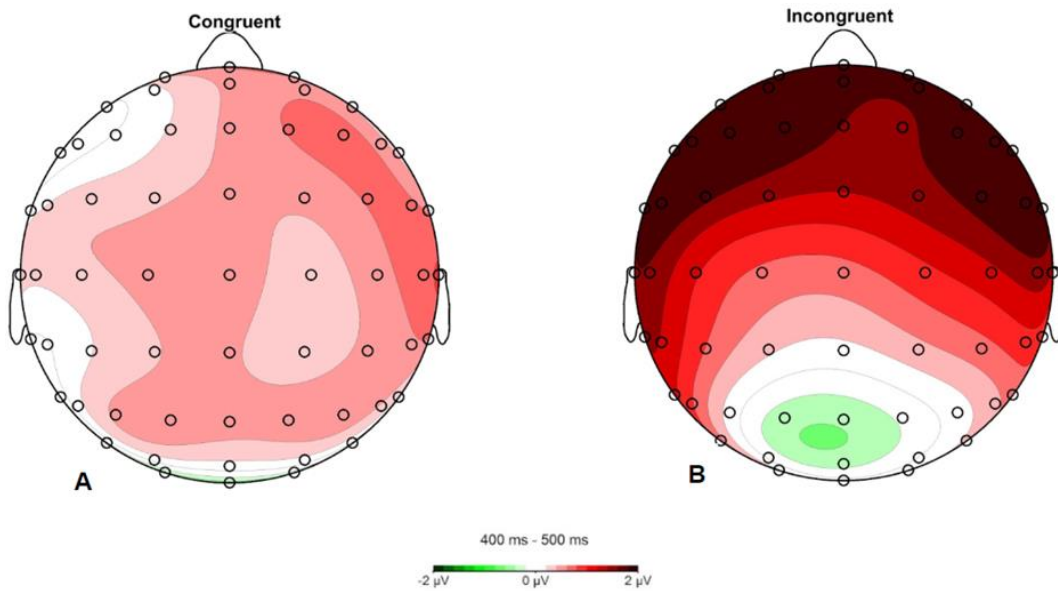 Congruent
Incongruent
A
B
400 ms - 500 ms
-2 µV
0 µV
2 µV